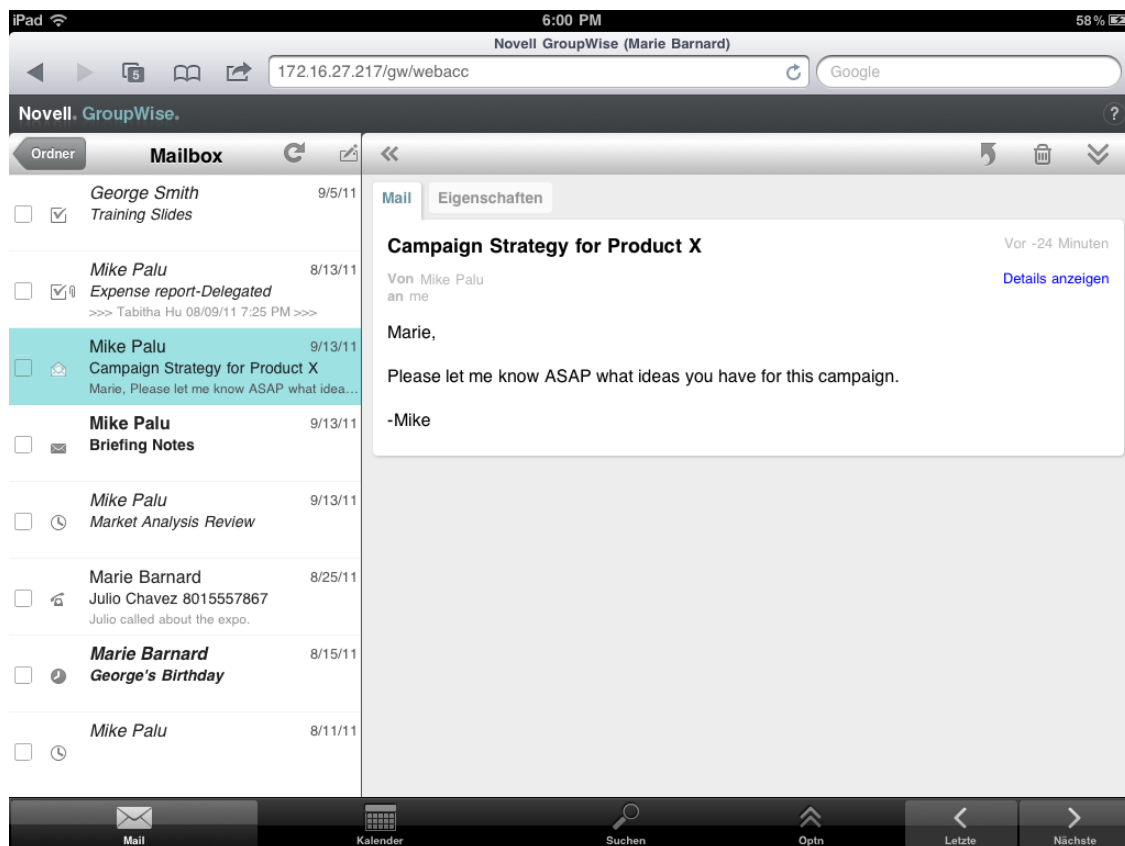 iPad 6:00 PM 58%
Novell GroupWise (Marie Barnard)
5 172.16.27.217/gw/webacc Google
Novell. GroupWise. ?
Ordner Mailbox
George Smith 9/5/11
Training Slides
Mike Palu 8/13/11
Expense report-Delegated
>>> Tabitha Hu 08/09/11 7:25 PM >>>
Mike Palu 9/13/11
Campaign Strategy for Product X
Marie, Please let me know ASAP what idea...
Mike Palu 9/13/11
Briefing Notes
Mike Palu 9/13/11
Market Analysis Review
Marie Barnard 8/25/11
Julio Chavez 8015557867
Julio called about the expo.
Marie Barnard 8/15/11
George's Birthday
Mike Palu 8/11/11
Mail Eigenschaften
Campaign Strategy for Product X Vor -24 Minuten
Von Mike Palu Details anzeigen
an me
Marie,
Please let me know ASAP what ideas you have for this campaign.
-Mike
Mail Kalender Suchen Optn Letzte Nächste